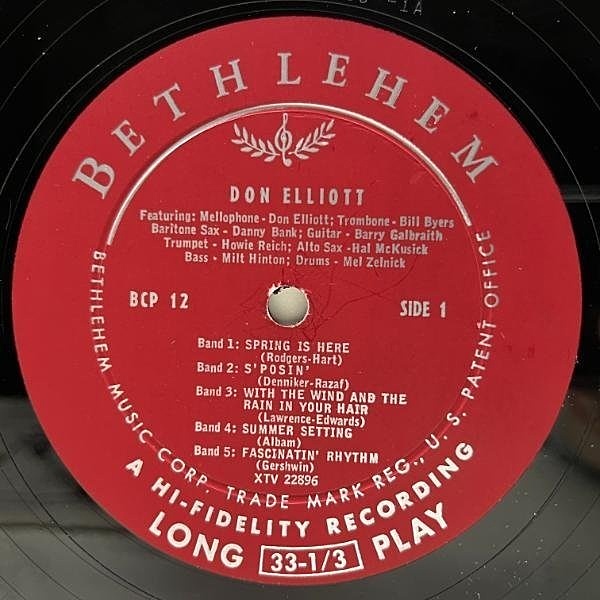 BETHLEHEM
DON ELLIOTT
Featuring: Mellophone - Don Elliott; Trombone - Bill Byers
Baritone Sax - Danny Bank; Guitar - Barry Galbraith
Trumpet - Howie Reich; Alto Sax - Hal McKusick
Bass - Milt Hinton; Drums - Mel Zelnick
BCP 12
SIDE 1
Band 1: SPRING IS HERE
(Rodgers-Hart)
Band 2: S'POSIN'
(Denniker-Razaf)
Band 3: WITH THE WIND AND THE
RAIN IN YOUR HAIR
(Lawrence-Edwards)
Band 4: SUMMER SETTING
(Albam)
Band 5: FASCINATIN' RHYTHM
(Gershwin)
XTV 22896
BETHLEHEM MUSIC CORP. TRADE MARK REG., U. S. PATENT OFFICE
A HI-FIDELITY RECORDING
LONG 33-1/3 PLAY